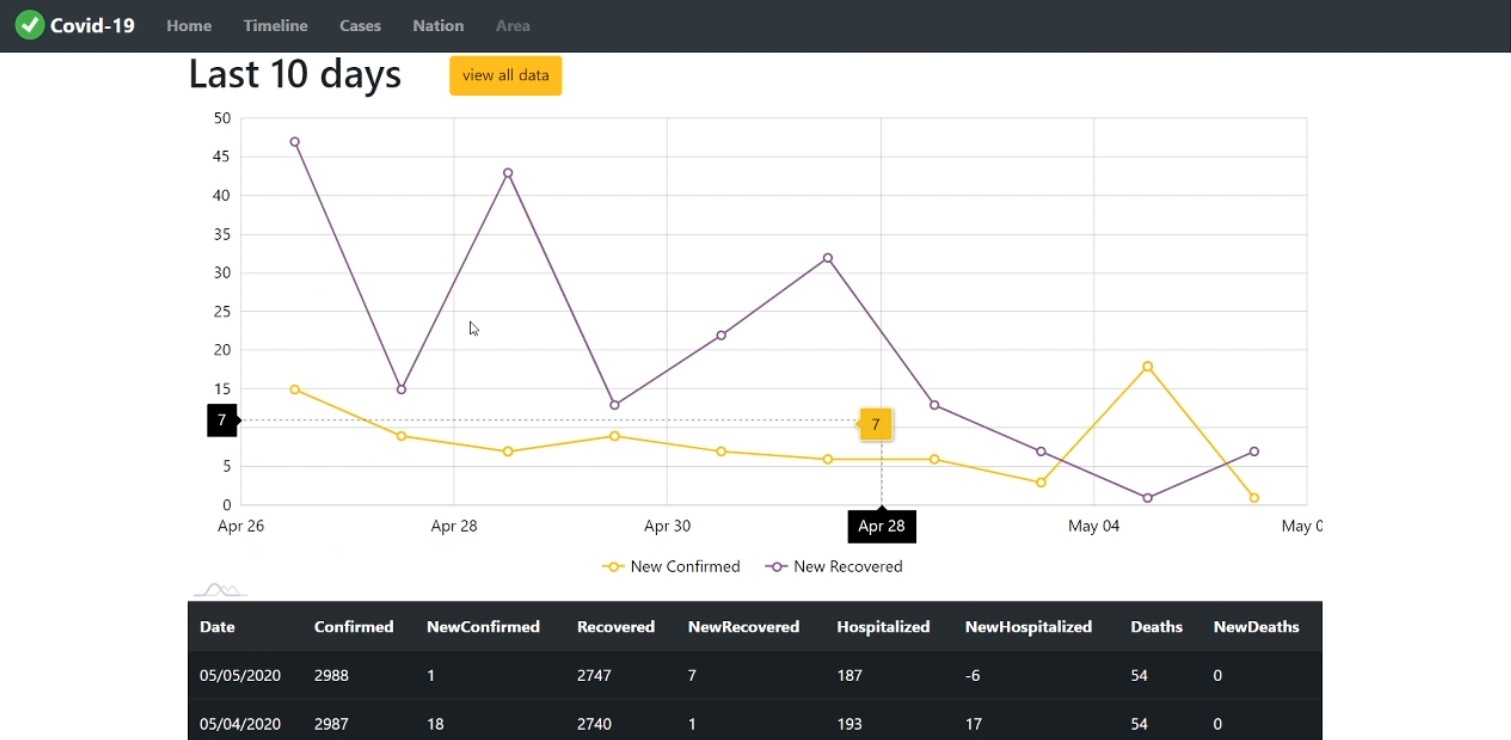 Covid-19 Home Timeline Cases Nation Area
Last 10 days view all data
50
45
40
35
30
25
20
15
7 7
5
0
Apr 26 Apr 28 Apr 30 Apr 28 May 04 May 0
New Confirmed New Recovered
Date Confirmed NewConfirmed Recovered NewRecovered Hospitalized NewHospitalized Deaths NewDeaths
05/05/2020 2988 1 2747 7 187 -6 54 0
05/04/2020 2987 18 2740 1 193 17 54 0